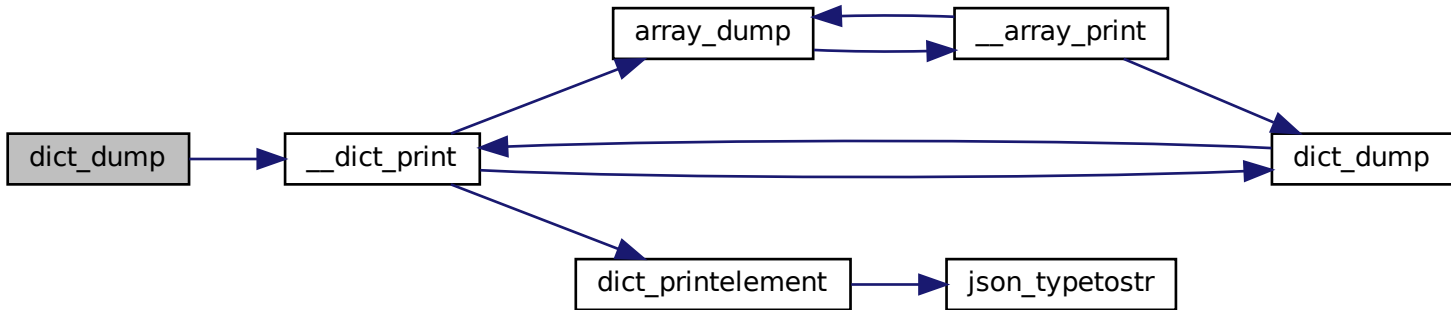 array_dump
__array_print
dict_dump
__dict_print
dict_dump
dict_printelement
json_typetostr